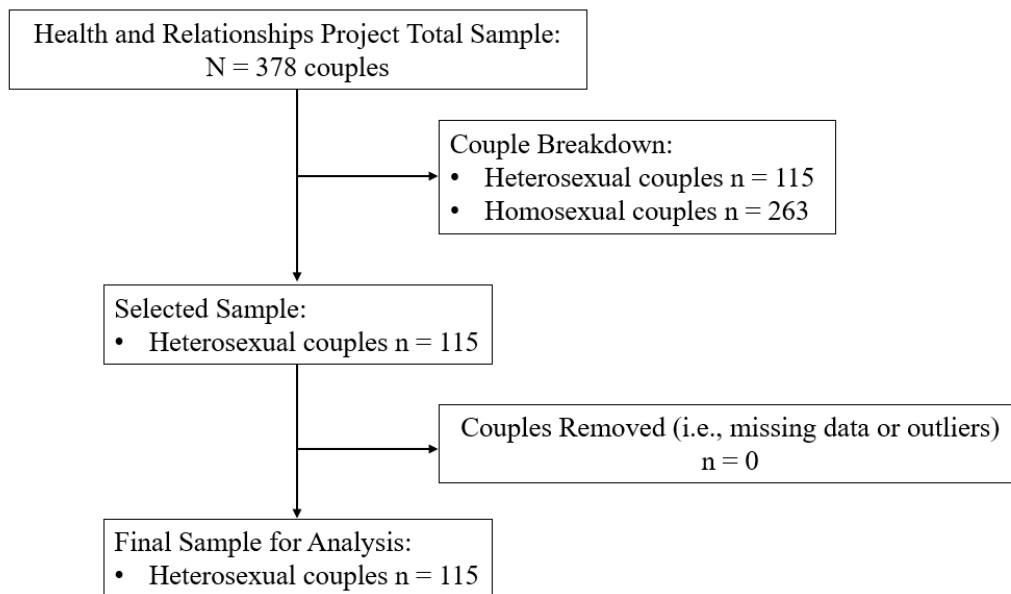 Health and Relationships Project Total Sample:
N = 378 couples
Couple Breakdown:
• Heterosexual couples n = 115
• Homosexual couples n = 263
Selected Sample:
• Heterosexual couples n = 115
Couples Removed (i.e., missing data or outliers)
n = 0
Final Sample for Analysis:
• Heterosexual couples n = 115